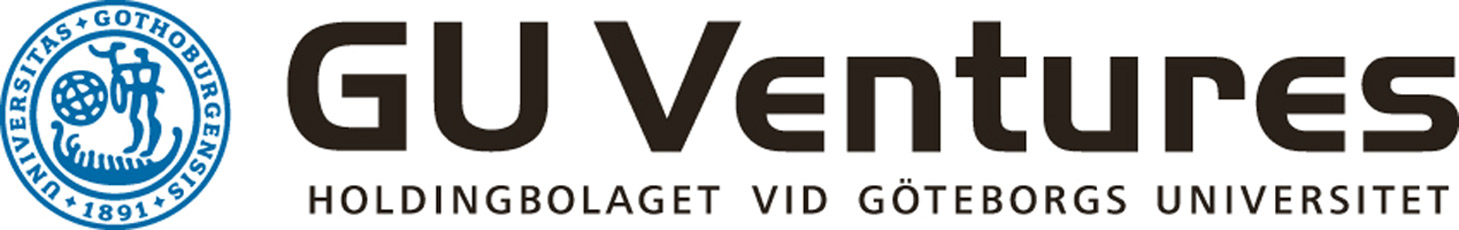 UNIVERSITAS GOTHOBURGENSIS
1891
GU Ventures
HOLDINGBOLAGET VID GÖTEBORGS UNIVERSITET